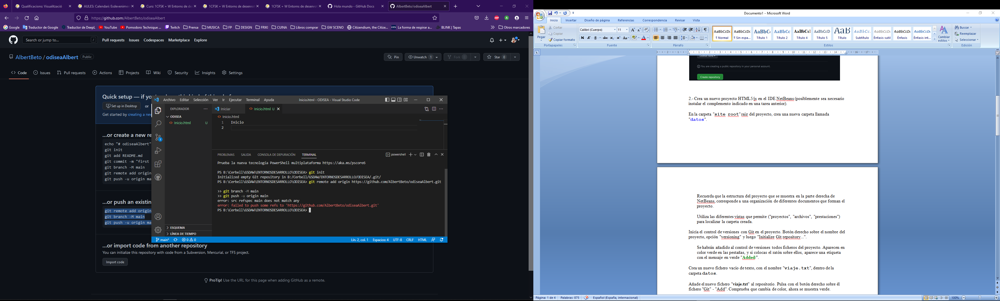 Qualificacions: Visualització
AULES: Calendari: Esdevenimen
Curs: 1CFSK + W Entorns de des
1CFSK + W Entorns de desenrot
1CFSK + W Entorns de desenrot
Hola mundo - GitHub Docs
AlbertBeto/odiseaAlbert
https://github.com/AlbertBeto/odiseaAlbert
Google
Traductor de Google
Traductor de DeepL
YouTube
Pomodoro Technique ...
Twitch
Prensa
MUSICA
FP
DESIGN
FRIKI
CUINA
Libros comprar
GW SCENO
Citizendium, the Citize...
La forma de respirar a...
BLINK | Tapas
Otros marcadores
Search or jump to...
/
Pull requests
Issues
Codespaces
Marketplace
Explore
AlbertBeto / odiseaAlbert
Public
Pin
Unwatch 1
Fork 0
Star 0
Code
Issues
Pull requests
Actions
Projects
Wiki
Security
Insights
Settings
Quick setup — if yo
Set up in Desktop
or
Get started by creating a new
...or create a new re
echo "# odiseaAlbert"
git init
git add README.md
git commit -m "first
git branch -M main
git remote add origin
git push -u origin ma
...or push an existin
git remote add origin
git branch -M main
git push -u origin ma
...or import code from another repository
You can initialize this repository with code from a Subversion, Mercurial, or TFS project.
Import code
ProTip! Use the URL for this page when adding GitHub as a remote.
Archivo
Editar
Selección
Ver
Ir
Ejecutar
Terminal
Ayuda
Inicio.html - ODISEA - Visual Studio Code
EXPLORADOR
ODISEA
Inicio.html U
ESQUEMA
LÍNEA DE TIEMPO
Iniciar
Inicio.html U
Inicio.html
1 Inicio
2
PROBLEMAS
SALIDA
CONSOLA DE DEPURACIÓN
TERMINAL
powershell
Prueba la nueva tecnología PowerShell multiplataforma https://aka.ms/pscore6
PS B:\Cerbell\GSDAW\ENTORNOSDESARROLLO\ODISEA> git init
Initialized empty Git repository in B:/Cerbell/GSDAW/ENTORNOSDESARROLLO/ODISEA/.git/
PS B:\Cerbell\GSDAW\ENTORNOSDESARROLLO\ODISEA> git remote add origin https://github.com/AlbertBeto/odiseaAlbert.git
>> git branch -M main
>> git push -u origin main
error: src refspec main does not match any
error: failed to push some refs to 'https://github.com/AlbertBeto/odiseaAlbert.git'
PS B:\Cerbell\GSDAW\ENTORNOSDESARROLLO\ODISEA>
main*
0
0
Lín. 2, col. 1
Espacios: 4
UTF-8
CRLF
HTML
Documento1 - Microsoft Word
Inicio
Insertar
Diseño de página
Referencias
Correspondencia
Revisar
Vista
Pegar
Cortar
Copiar
Copiar formato
Portapapeles
Calibri (Cuerpo)
11
Fuente
Párrafo
¶ Normal
¶ Sin espa...
Título 1
Título 2
Título 4
Título 5
Título
Subtítulo
Énfasis sutil
Énfasis
Énfasis int...
Cambiar estilos
Estilos
Buscar
Reemplazar
Seleccionar
Edición
License: None
You are creating a public repository in your personal account.
Create repository
2.- Crea un nuevo proyecto HTML5/js en el IDE NetBeans (posiblemente sea necesario
instalar el complemento indicado en una tarea anterior).
En la carpeta "site root" raiz del proyecto, crea una nueva carpeta llamada
"datos".
Recuerda que la estructura del proyecto que se muestra en la parte derecha de
NetBeans, corresponde a una organización de diferentes documentos que forman el
proyecto.
Utiliza las diferentes vístas que permite ("proyectos", "archivos", "prestaciones")
para localizar la carpeta creada.
Inicia el control de versiones con Git en el proyecto. Botón derecho sobre el nombre del
proyecto, opción "versioning" y luego "Initialize Git repository...".
Se habrán añadido al control de versiones todos ficheros del proyecto. Aparecen en
color verde en las pestañas, y si colocas el ratón sobre ellos, aparece una etiqueta
con el mensaje en verde "Added/".
Crea un nuevo fichero vacío de texto, con el nombre "viaje.txt", dentro de la
carpeta datos.
Añade el nuevo fichero "viaje.txt" al repositorio. Pulsa con el botón derecho sobre él
fichero "Git" - "Add". Comprueba que cambia de color, ahora se muestra verde.
Página: 1 de 4
Palabras: 875
Español (España, internacional)
100%